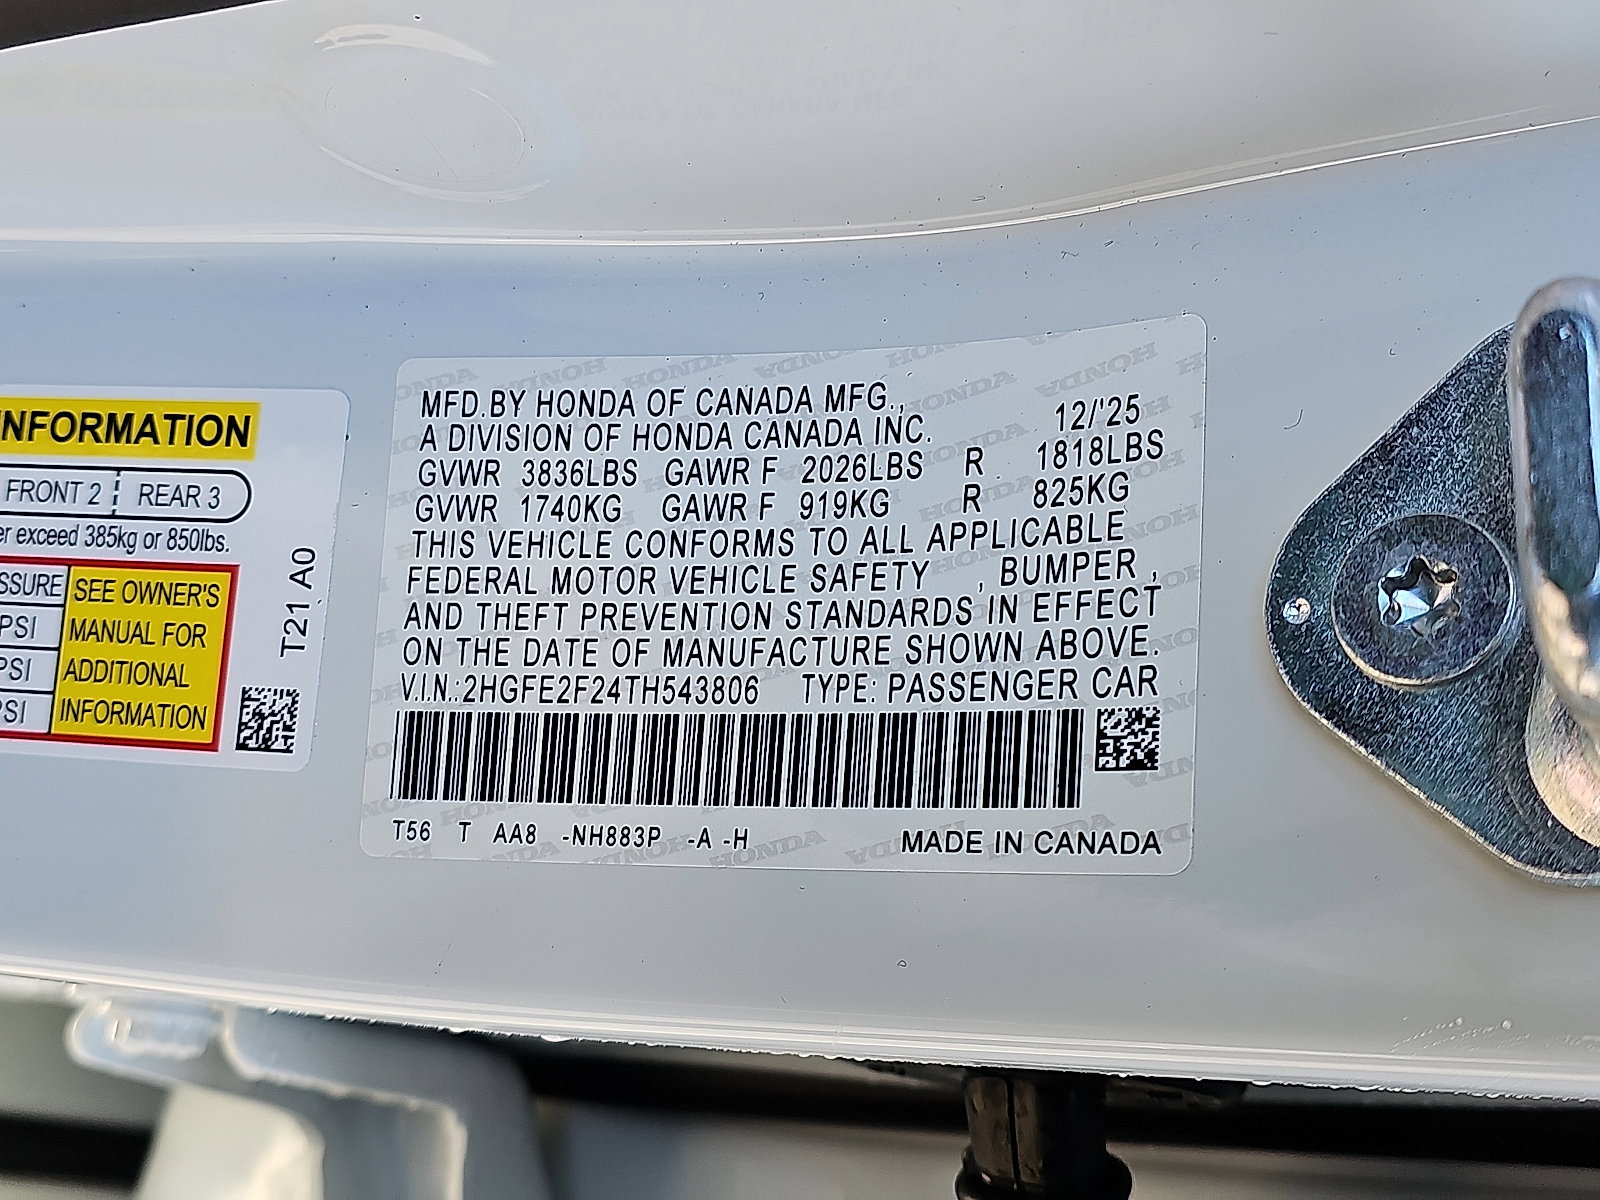 INFORMATION
FRONT 2 REAR 3
er exceed 385kg or 850lbs.
SSURE SEE OWNER'S
PSI MANUAL FOR
PSI ADDITIONAL
PSI INFORMATION
T21 A0
MFD.BY HONDA OF CANADA MFG.,
A DIVISION OF HONDA CANADA INC. 12/'25
GVWR 3836LBS GAWR F 2026LBS R 1818LBS
GVWR 1740KG GAWR F 919KG R 825KG
THIS VEHICLE CONFORMS TO ALL APPLICABLE
FEDERAL MOTOR VEHICLE SAFETY , BUMPER ,
AND THEFT PREVENTION STANDARDS IN EFFECT
ON THE DATE OF MANUFACTURE SHOWN ABOVE.
V.I.N.:2HGFE2F24TH543806 TYPE: PASSENGER CAR
T56 T AA8 -NH883P -A -H MADE IN CANADA